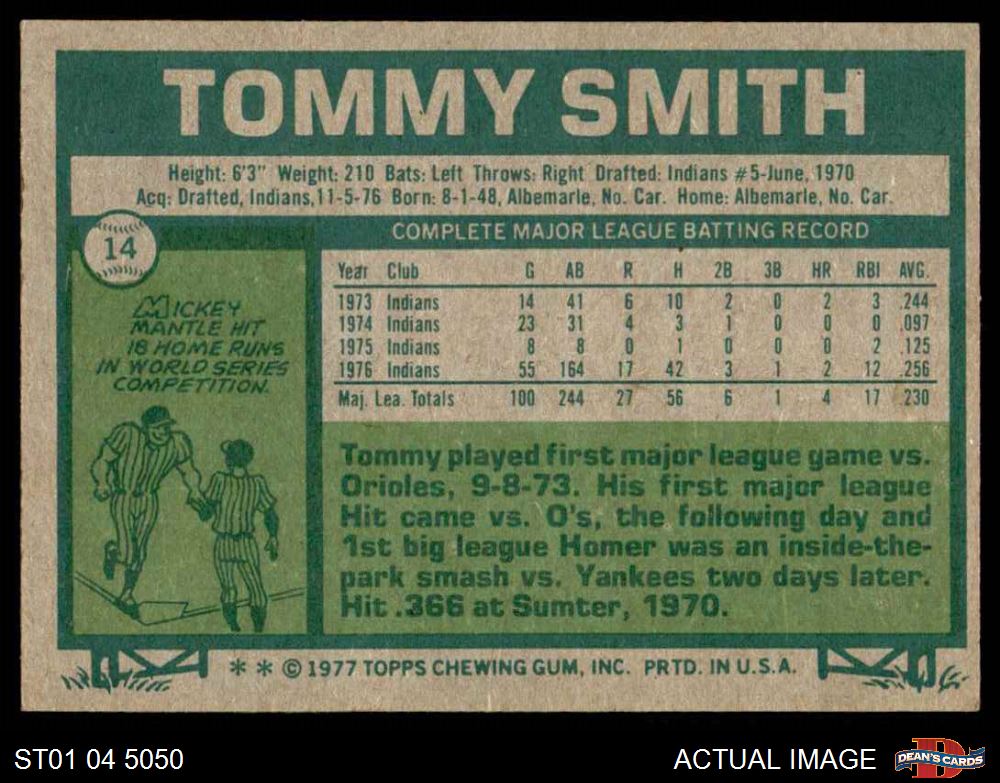 TOMMY SMITH
Height: 6'3" Weight: 210 Bats: Left Throws: Right Drafted: Indians #5-June, 1970
Acq: Drafted, Indians, 11-5-76 Born: 8-1-48, Albemarle, No. Car. Home: Albemarle, No. Car.
14
COMPLETE MAJOR LEAGUE BATTING RECORD
Year Club G AB R H 2B 3B HR RBI AVG.
1973 Indians 14 41 6 10 2 0 2 3 .244
1974 Indians 23 31 4 3 1 0 0 0 .097
1975 Indians 8 8 0 1 0 0 0 2 .125
1976 Indians 55 164 17 42 3 1 2 12 .256
Maj. Lea. Totals 100 244 27 56 6 1 4 17 .230
MICKEY
MANTLE HIT
18 HOME RUNS
IN WORLD SERIES
COMPETITION.
Tommy played first major league game vs.
Orioles, 9-8-73. His first major league
Hit came vs. O's, the following day and
1st big league Homer was an inside-the-
park smash vs. Yankees two days later.
Hit .366 at Sumter, 1970.
* * © 1977 TOPPS CHEWING GUM, INC. PRTD. IN U.S.A.
ST01 04 5050
ACTUAL IMAGE
D
DEAN'S CARDS